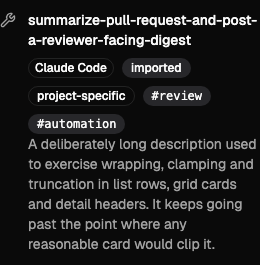 summarize-pull-request-and-post-
a-reviewer-facing-digest
Claude Code imported
project-specific #review
#automation
A deliberately long description used
to exercise wrapping, clamping and
truncation in list rows, grid cards
and detail headers. It keeps going
past the point where any
reasonable card would clip it.